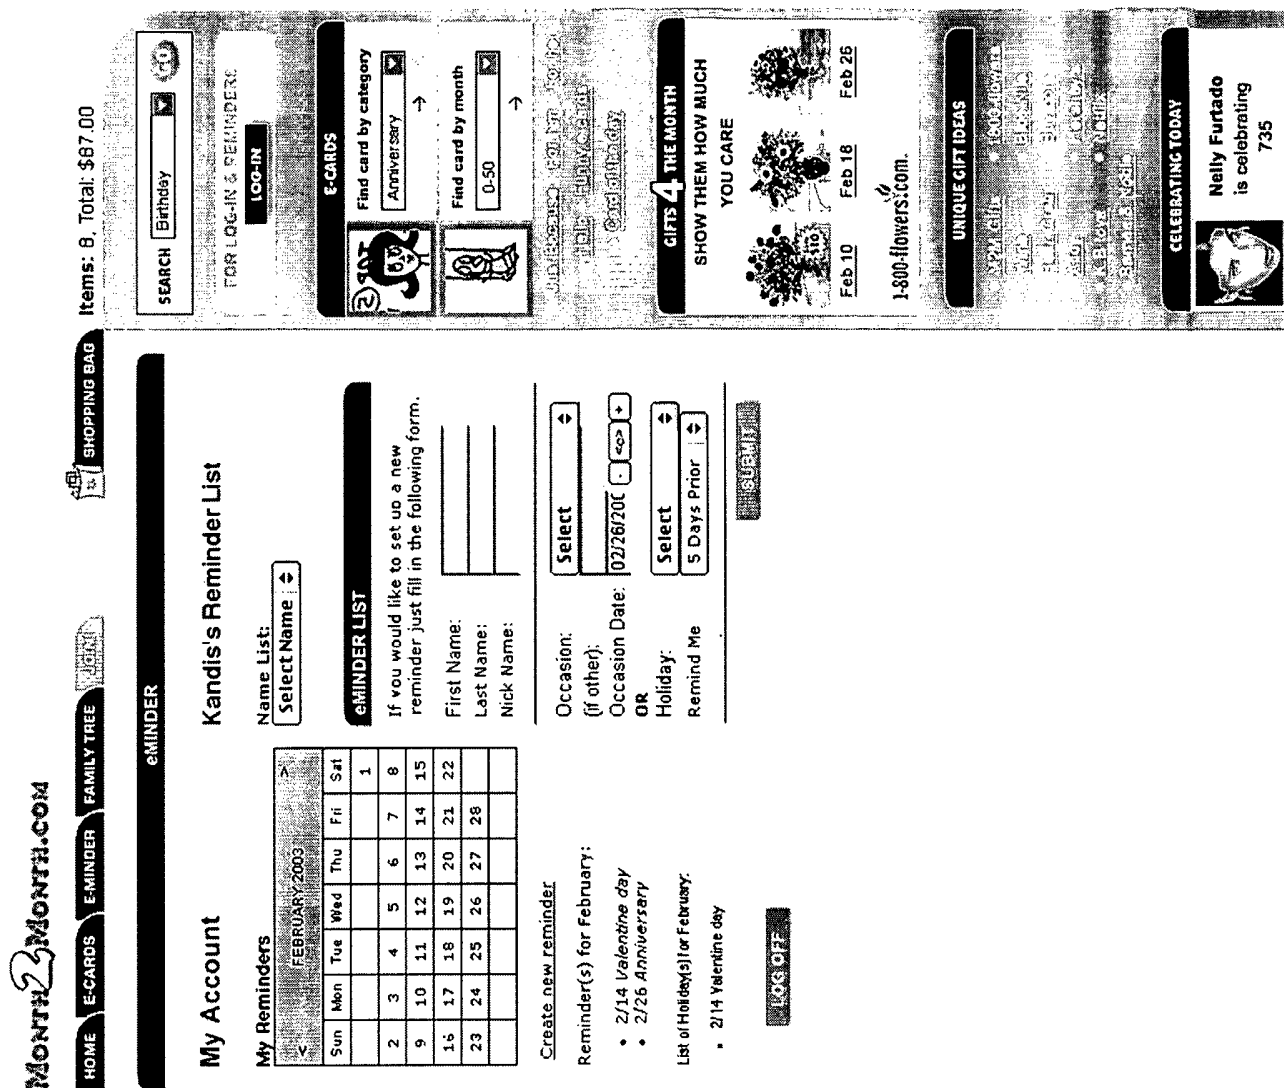 MONTH2MONTH.COM
HOME
E-CARDS
E-MINDER
FAMILY TREE
JOIN
SHOPPING BAG
Items: 8, Total: $87.00
eMINDER
My Account
My Reminders
< FEBRUARY 2003 >
Sun Mon Tue Wed Thu Fri Sat
1
2 3 4 5 6 7 8
9 10 11 12 13 14 15
16 17 18 19 20 21 22
23 24 25 26 27 28
Create new reminder
Reminder(s) for February:
• 2/14 Valentine day
• 2/26 Anniversary
List of Holiday(s) for February:
• 2/14 Valentine day
LOG OFF
Kandis's Reminder List
Name List:
Select Name
eMINDER LIST
If you would like to set up a new
reminder just fill in the following form.
First Name:
Last Name:
Nick Name:
Occasion: Select
(if other):
Occasion Date: 02/26/200 - <o> +
OR
Holiday: Select
Remind Me 5 Days Prior
SUBMIT
SEARCH Birthday GO
FOR LOG-IN & REMINDERS
LOG-IN
E-CARDS
Find card by category
Anniversary
Find card by month
0-50
GIFTS 4 THE MONTH
SHOW THEM HOW MUCH
YOU CARE
Feb 10 Feb 18 Feb 26
1-800-flowers.com.
UNIQUE GIFT IDEAS
CELEBRATING TODAY
Nelly Furtado
is celebrating
735